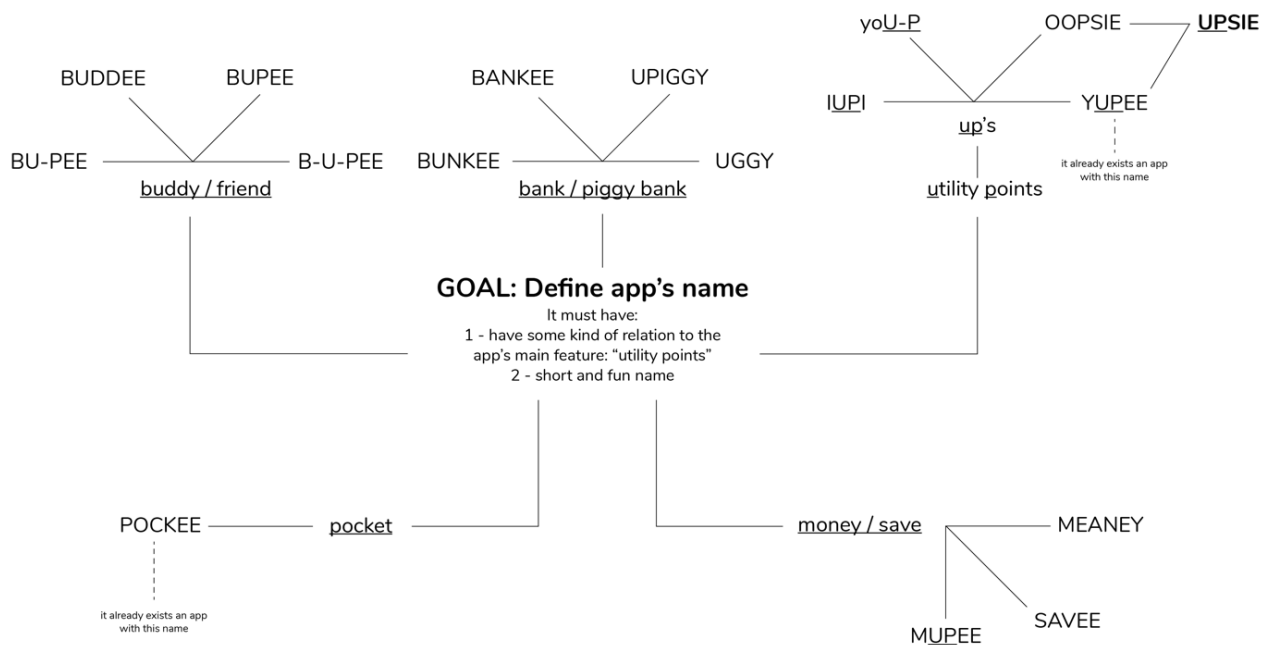 yoU-P
OOPSIE
UPSIE
BUDDEE
BUPEE
BANKEE
UPIGGY
IUPI
YUPEE
up's
BU-PEE
B-U-PEE
BUNKEE
UGGY
it already exists an app
with this name
buddy / friend
bank / piggy bank
utility points
GOAL: Define app's name
It must have:
1 - have some kind of relation to the
app's main feature: “utility points”
2 - short and fun name
POCKEE
pocket
money / save
MEANEY
it already exists an app
with this name
SAVEE
MUPEE